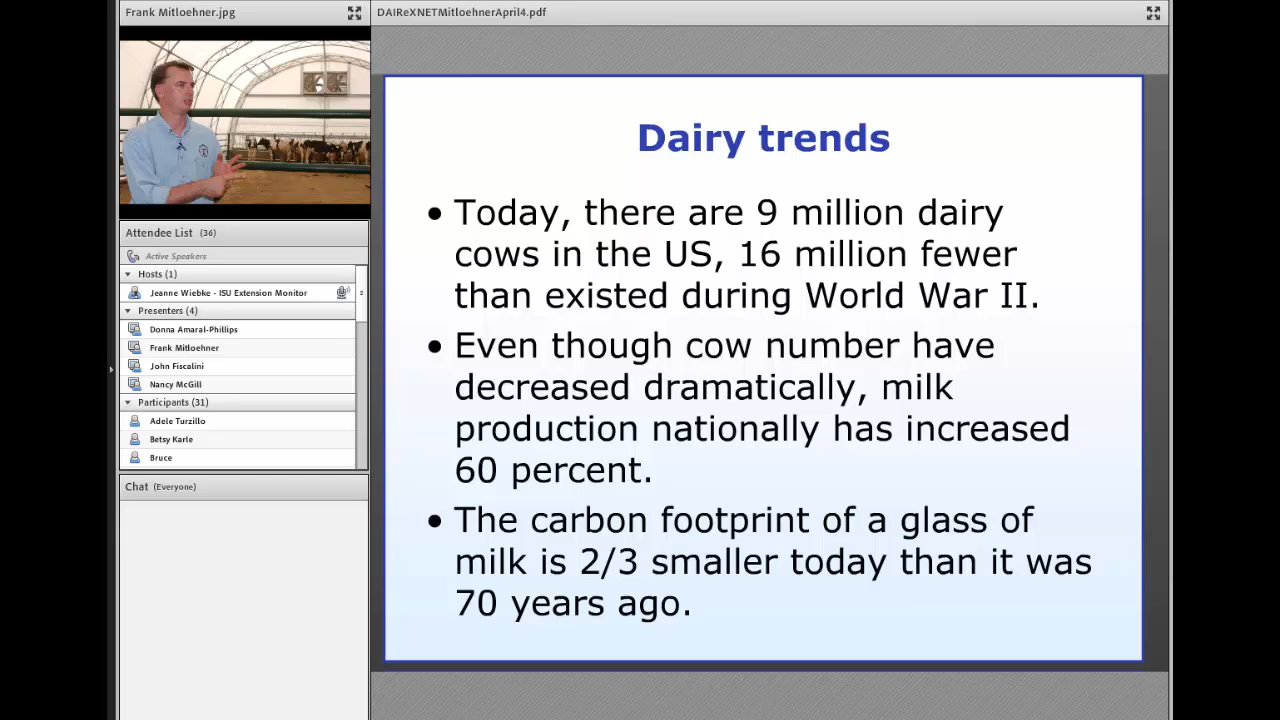 Frank Mitloehner.jpg
Attendee List (36)
Active Speakers
Hosts (1)
Jeanne Wiebke - ISU Extension Monitor
Presenters (4)
Donna Amaral-Phillips
Frank Mitloehner
John Fiscalini
Nancy McGill
Participants (31)
Adele Turzillo
Betsy Karle
Bruce
Chat (Everyone)
DAIReXNETMitloehnerApril4.pdf
Dairy trends
• Today, there are 9 million dairy
cows in the US, 16 million fewer
than existed during World War II.
• Even though cow number have
decreased dramatically, milk
production nationally has increased
60 percent.
• The carbon footprint of a glass of
milk is 2/3 smaller today than it was
70 years ago.